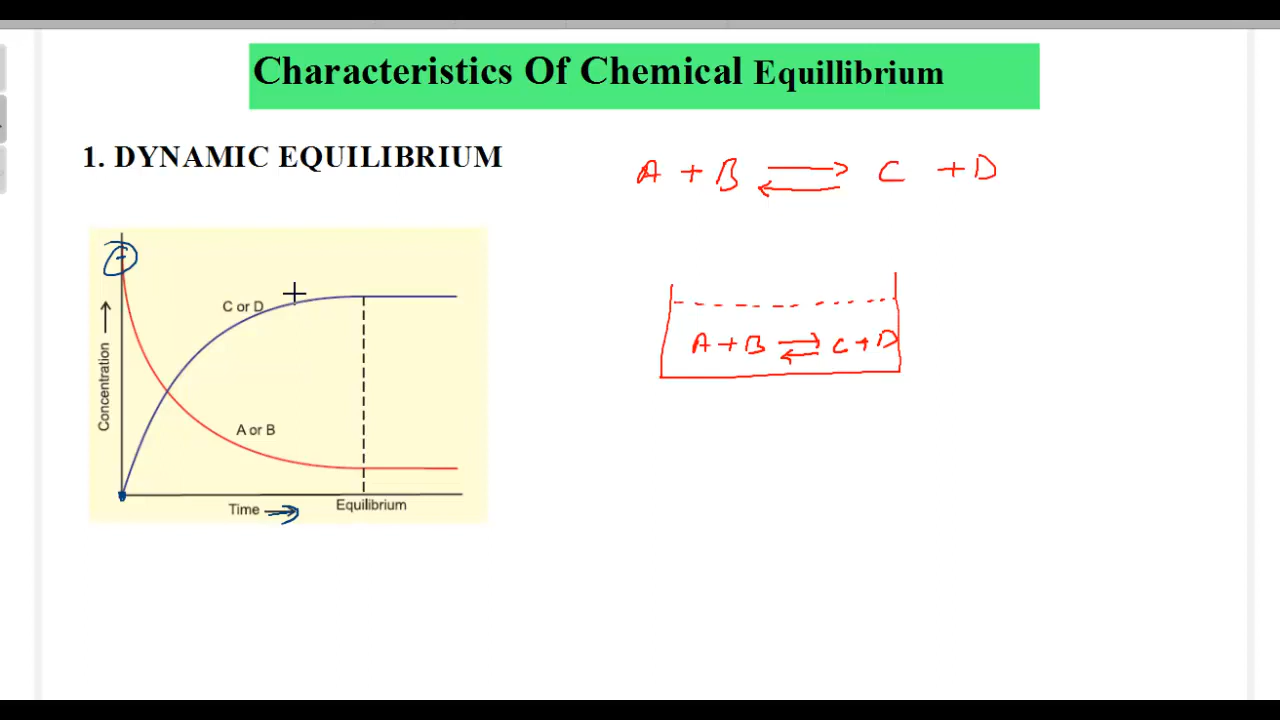 Characteristics Of Chemical Equillibrium
1. DYNAMIC EQUILIBRIUM
A + B ⇌ C + D
C or D
A + B ⇌ C + D
Concentration
A or B
Time
Equilibrium